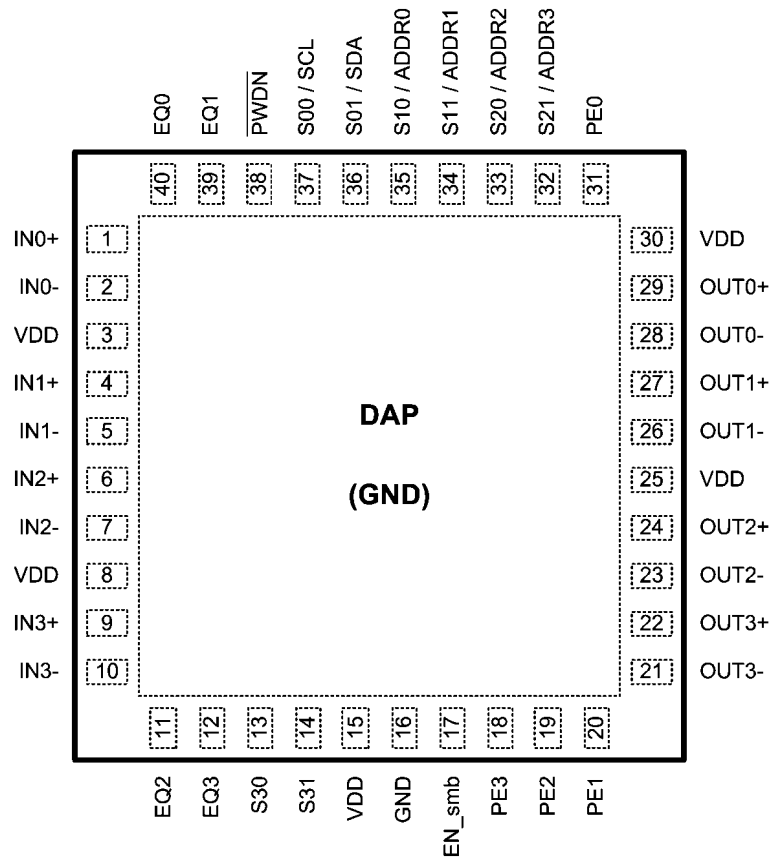 EQ0
EQ1
PWDN
S00 / SCL
S01 / SDA
S10 / ADDR0
S11 / ADDR1
S20 / ADDR2
S21 / ADDR3
PE0
40
39
38
37
36
35
34
33
32
31
IN0+ 1
IN0- 2
VDD 3
IN1+ 4
IN1- 5
IN2+ 6
IN2- 7
VDD 8
IN3+ 9
IN3- 10
DAP
(GND)
30 VDD
29 OUT0+
28 OUT0-
27 OUT1+
26 OUT1-
25 VDD
24 OUT2+
23 OUT2-
22 OUT3+
21 OUT3-
11
12
13
14
15
16
17
18
19
20
EQ2
EQ3
S30
S31
VDD
GND
EN_smb
PE3
PE2
PE1